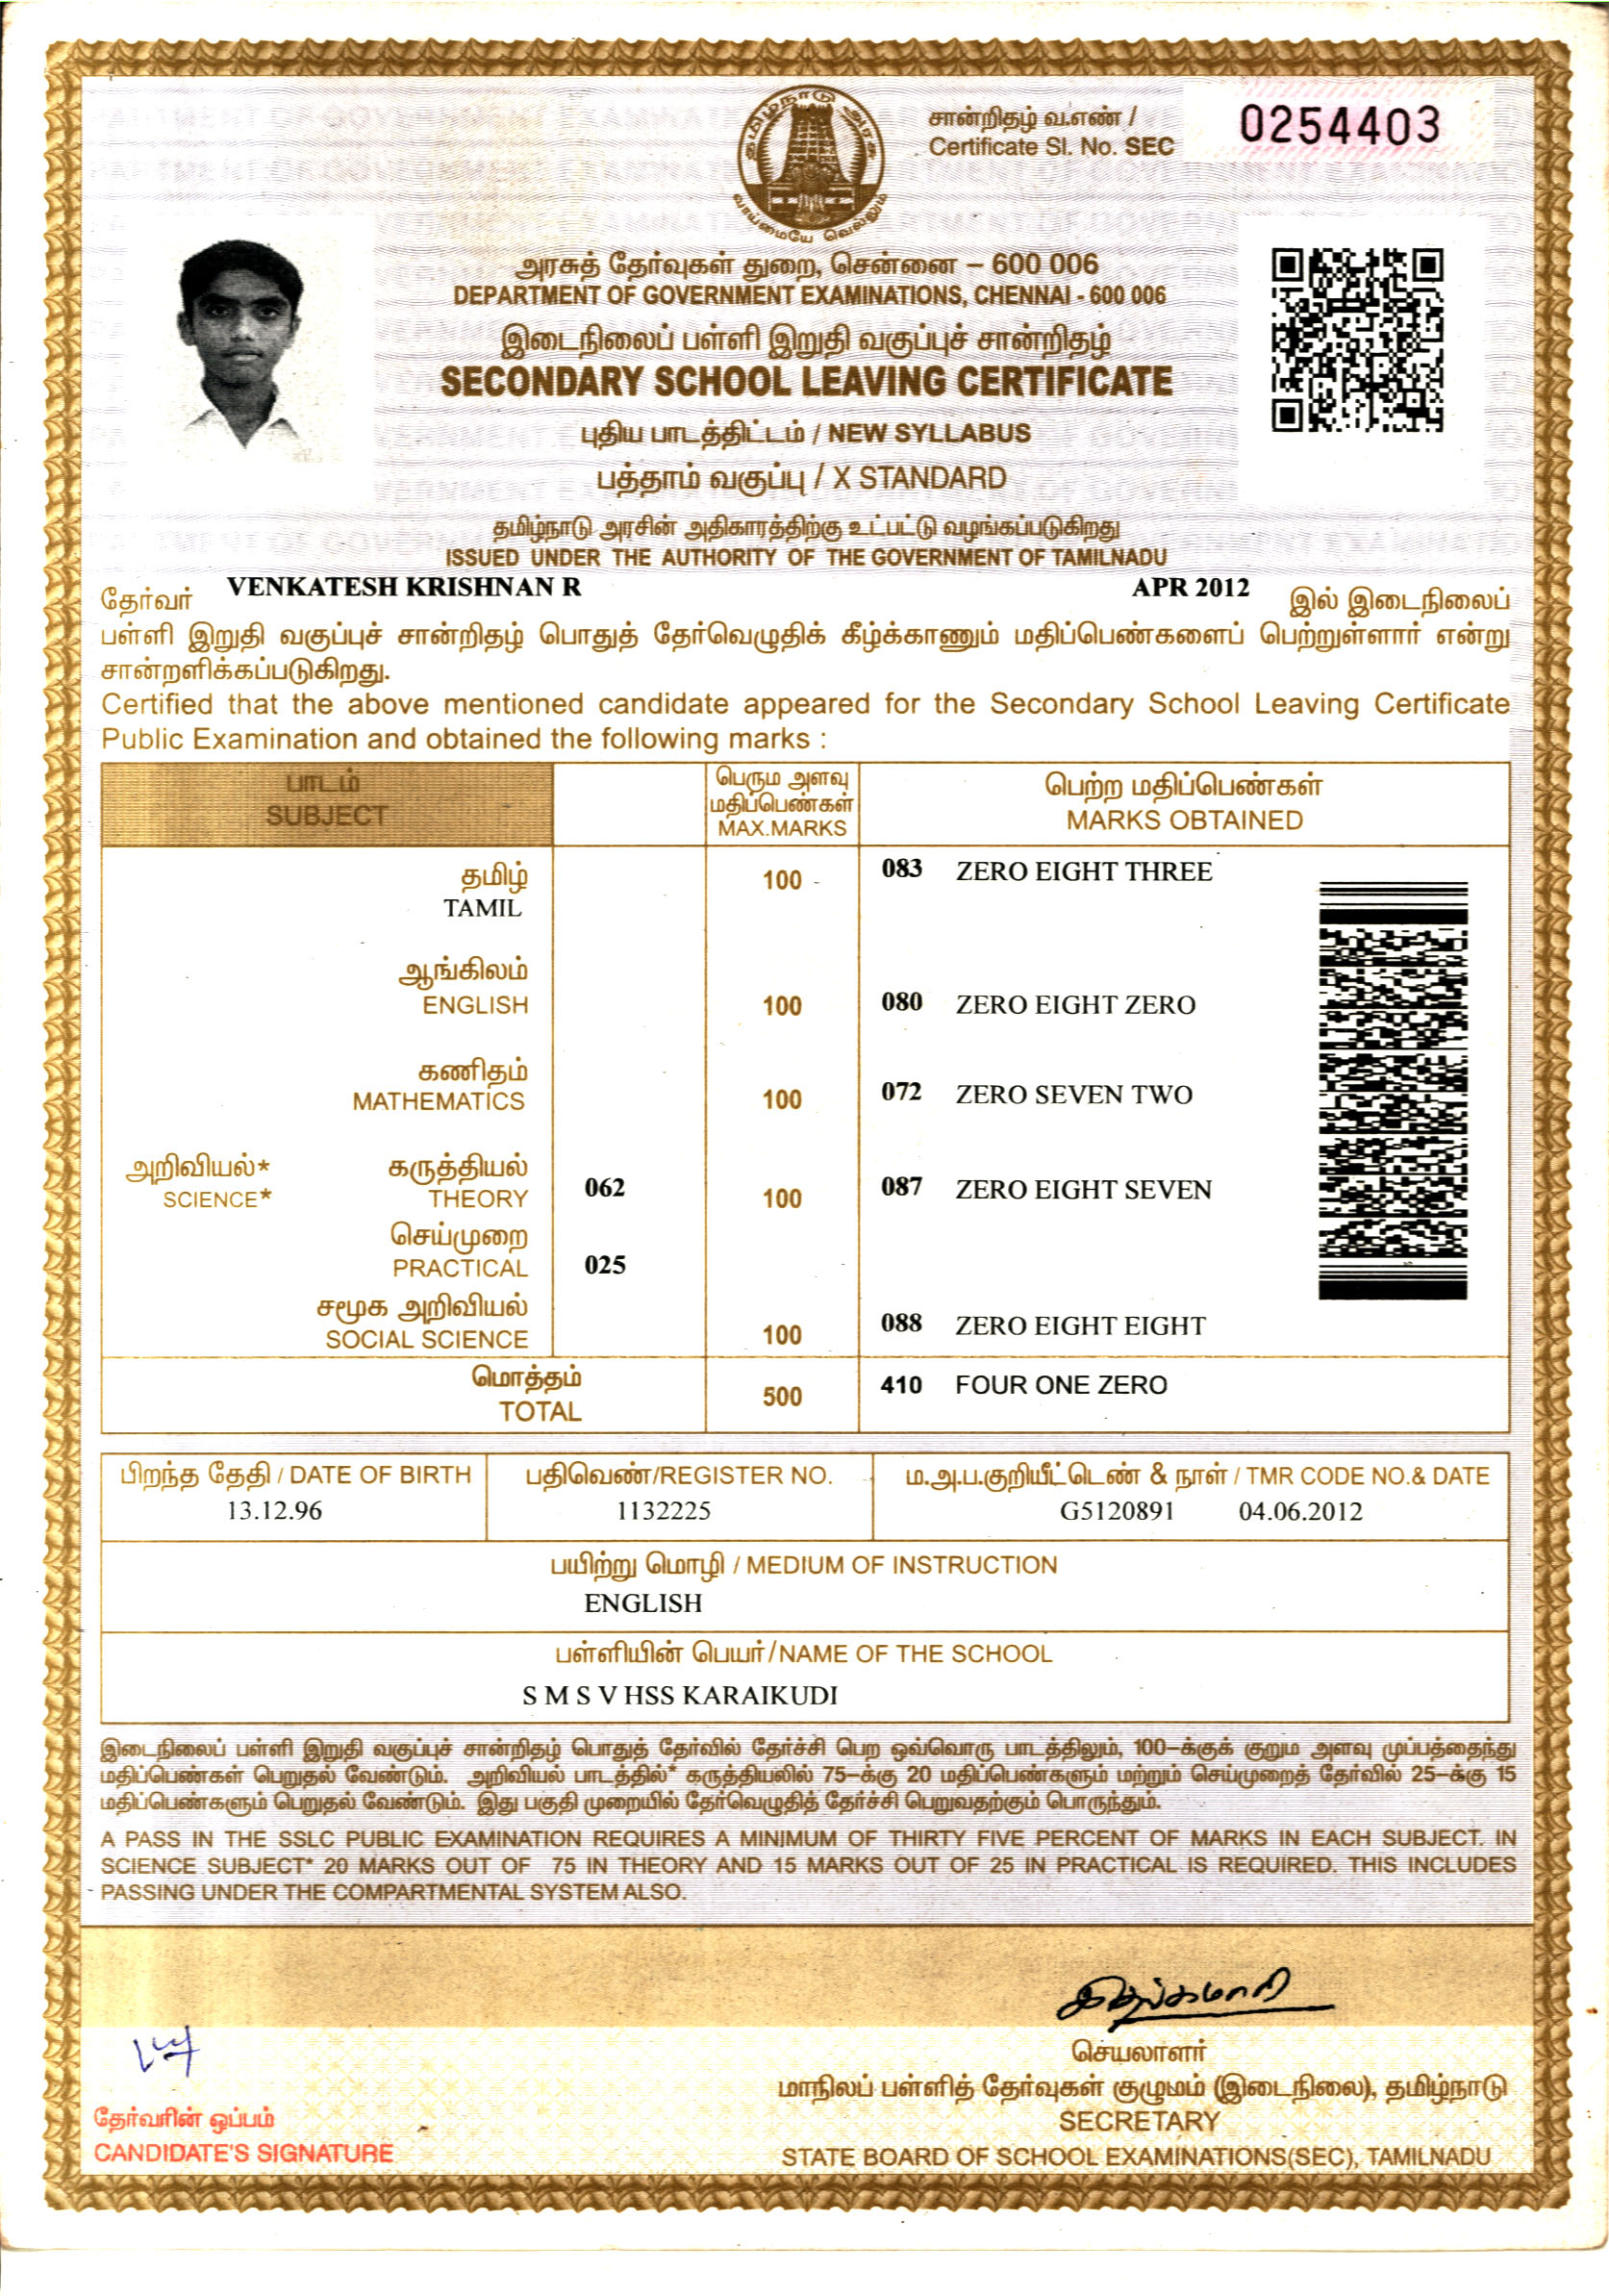 தமிழ்நாடு அரசு
வாய்மையே வெல்லும்
சான்றிதழ் வ.எண் /
Certificate Sl. No. SEC
0254403
அரசுத் தேர்வுகள் துறை, சென்னை – 600 006
DEPARTMENT OF GOVERNMENT EXAMINATIONS, CHENNAI - 600 006
இடைநிலைப் பள்ளி இறுதி வகுப்புச் சான்றிதழ்
SECONDARY SCHOOL LEAVING CERTIFICATE
புதிய பாடத்திட்டம் / NEW SYLLABUS
பத்தாம் வகுப்பு / X STANDARD
தமிழ்நாடு அரசின் அதிகாரத்திற்கு உட்பட்டு வழங்கப்படுகிறது
ISSUED UNDER THE AUTHORITY OF THE GOVERNMENT OF TAMILNADU
தேர்வர் VENKATESH KRISHNAN R APR 2012 இல் இடைநிலைப்
பள்ளி இறுதி வகுப்புச் சான்றிதழ் பொதுத் தேர்வெழுதிக் கீழ்க்காணும் மதிப்பெண்களைப் பெற்றுள்ளார் என்று
சான்றளிக்கப்படுகிறது.
Certified that the above mentioned candidate appeared for the Secondary School Leaving Certificate
Public Examination and obtained the following marks :
பாடம்
SUBJECT
பெரும அளவு
மதிப்பெண்கள்
MAX.MARKS
பெற்ற மதிப்பெண்கள்
MARKS OBTAINED
தமிழ்
TAMIL
100 083 ZERO EIGHT THREE
ஆங்கிலம்
ENGLISH 100 080 ZERO EIGHT ZERO
கணிதம்
MATHEMATICS 100 072 ZERO SEVEN TWO
அறிவியல்* கருத்தியல்
SCIENCE* THEORY 062 100 087 ZERO EIGHT SEVEN
செய்முறை
PRACTICAL 025
சமூக அறிவியல்
SOCIAL SCIENCE 100 088 ZERO EIGHT EIGHT
மொத்தம்
TOTAL 500 410 FOUR ONE ZERO
பிறந்த தேதி / DATE OF BIRTH
13.12.96
பதிவெண்/REGISTER NO.
1132225
ம.அ.ப.குறியீட்டெண் & நாள் / TMR CODE NO.& DATE
G5120891 04.06.2012
பயிற்று மொழி / MEDIUM OF INSTRUCTION
ENGLISH
பள்ளியின் பெயர்/NAME OF THE SCHOOL
S M S V HSS KARAIKUDI
இடைநிலைப் பள்ளி இறுதி வகுப்புச் சான்றிதழ் பொதுத் தேர்வில் தேர்ச்சி பெற ஒவ்வொரு பாடத்திலும், 100–க்குக் குறும அளவு முப்பத்தைந்து
மதிப்பெண்கள் பெறுதல் வேண்டும். அறிவியல் பாடத்தில்* கருத்தியலில் 75–க்கு 20 மதிப்பெண்களும் மற்றும் செய்முறைத் தேர்வில் 25–க்கு 15
மதிப்பெண்களும் பெறுதல் வேண்டும். இது பகுதி முறையில் தேர்வெழுதித் தேர்ச்சி பெறுவதற்கும் பொருந்தும்.
A PASS IN THE SSLC PUBLIC EXAMINATION REQUIRES A MINIMUM OF THIRTY FIVE PERCENT OF MARKS IN EACH SUBJECT. IN
SCIENCE SUBJECT* 20 MARKS OUT OF 75 IN THEORY AND 15 MARKS OUT OF 25 IN PRACTICAL IS REQUIRED. THIS INCLUDES
PASSING UNDER THE COMPARTMENTAL SYSTEM ALSO.
செயலாளர்
மாநிலப் பள்ளித் தேர்வுகள் குழுமம் (இடைநிலை), தமிழ்நாடு
SECRETARY
STATE BOARD OF SCHOOL EXAMINATIONS(SEC), TAMILNADU
தேர்வரின் ஒப்பம்
CANDIDATE'S SIGNATURE